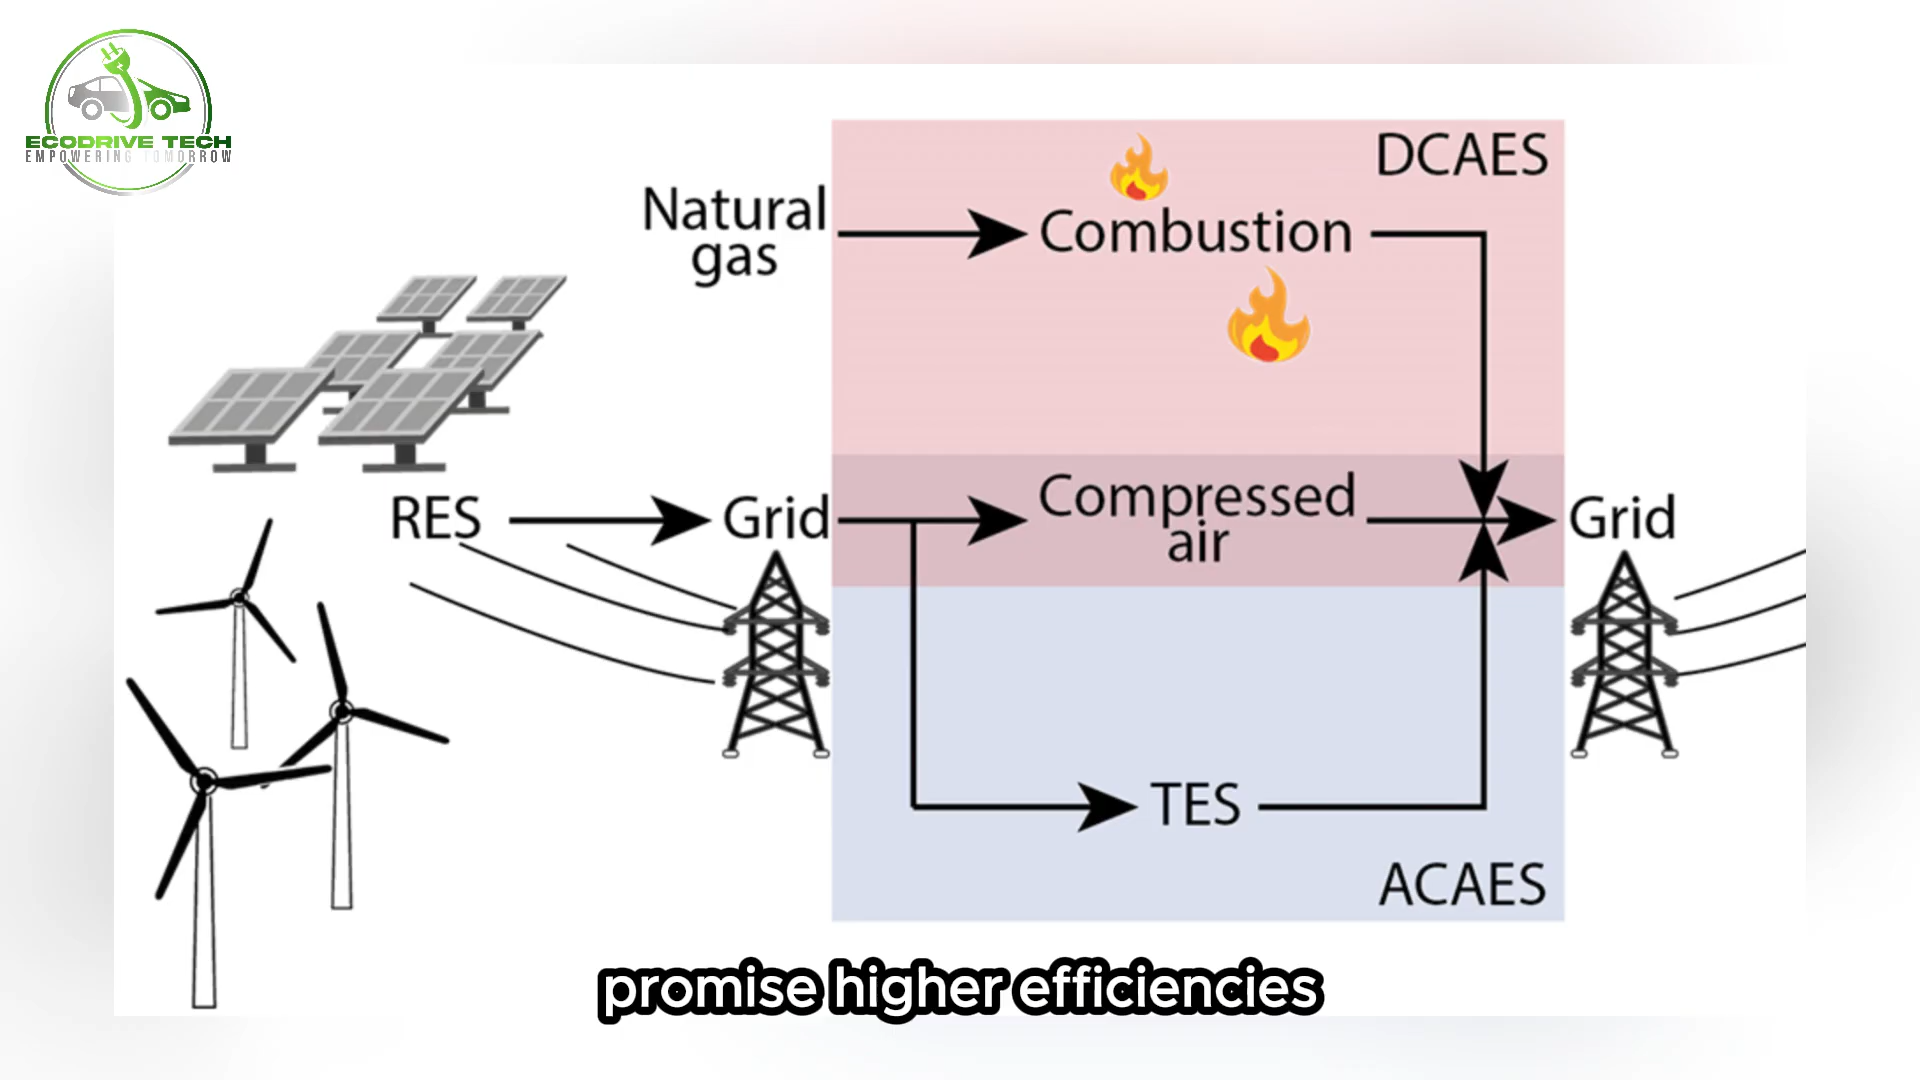 ECODRIVE TECH
EMPOWERING TOMORROW
DCAES
Natural
gas
Combustion
RES
Grid
Compressed
air
Grid
TES
ACAES
promise higher efficiencies